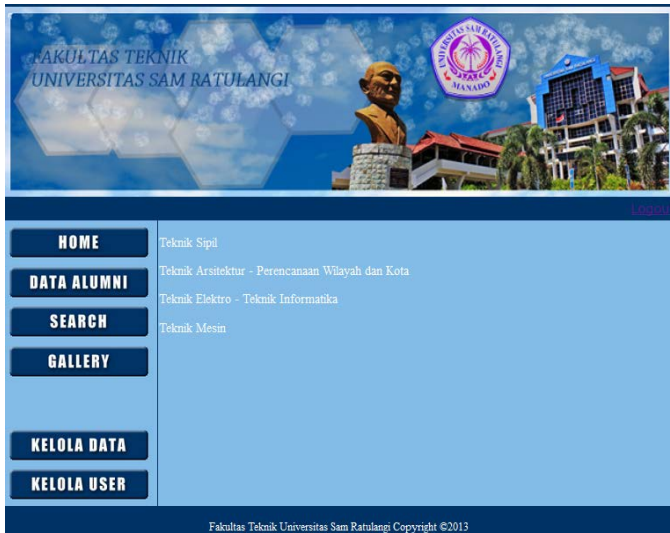 FAKULTAS TEKNIK
UNIVERSITAS SAM RATULANGI
UNIVERSITAS SAM RATULANGI
MANADO
Logout
HOME
DATA ALUMNI
SEARCH
GALLERY
KELOLA DATA
KELOLA USER
Teknik Sipil
Teknik Arsitektur - Perencanaan Wilayah dan Kota
Teknik Elektro - Teknik Informatika
Teknik Mesin
Fakultas Teknik Universitas Sam Ratulangi Copyright ©2013